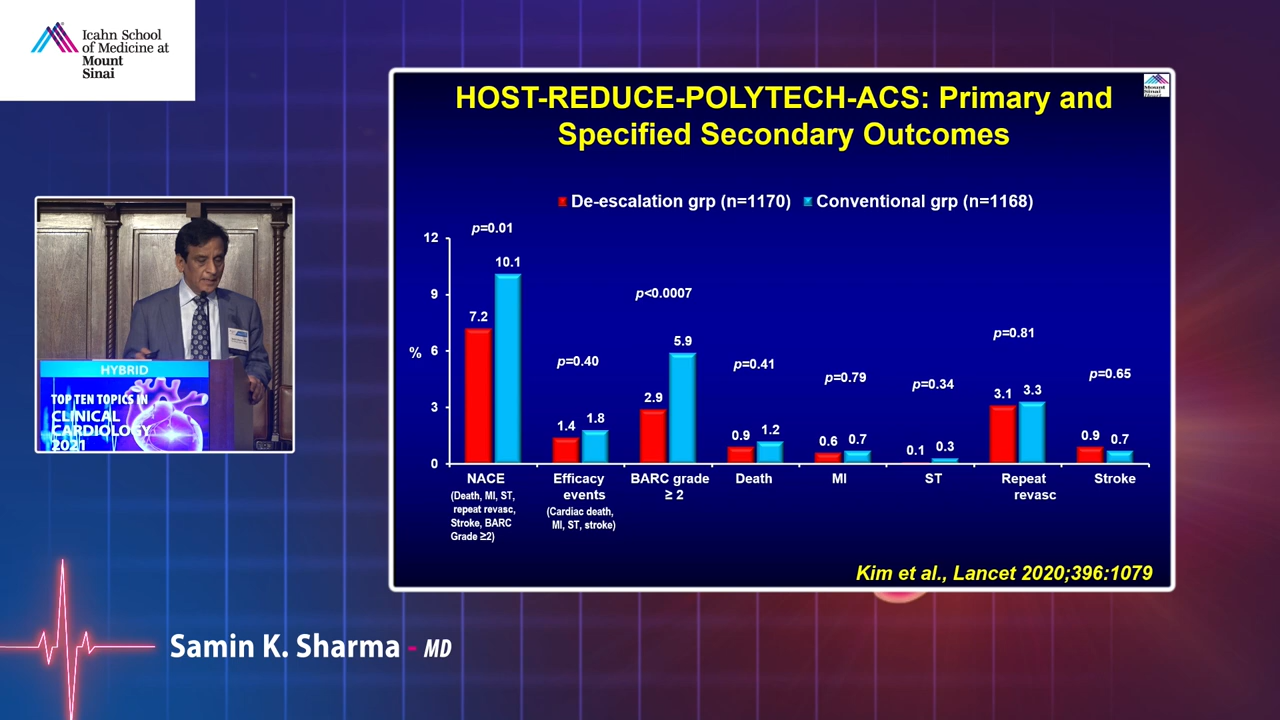 Icahn School
of Medicine at
Mount
Sinai
HOST-REDUCE-POLYTECH-ACS: Primary and
Specified Secondary Outcomes
Mount
Sinai
De-escalation grp (n=1170)
Conventional grp (n=1168)
%
12
9
6
3
0
p=0.01
7.2
10.1
p=0.40
1.4
1.8
p<0.0007
2.9
5.9
p=0.41
0.9
1.2
p=0.79
0.6
0.7
p=0.34
0.1
0.3
p=0.81
3.1
3.3
p=0.65
0.9
0.7
NACE
(Death, MI, ST,
repeat revasc,
Stroke, BARC
Grade ≥2)
Efficacy
events
(Cardiac death,
MI, ST, stroke)
BARC grade
≥ 2
Death
MI
ST
Repeat
revasc
Stroke
Kim et al., Lancet 2020;396:1079
HYBRID
TOP TEN TOPICS IN
CLINICAL
CARDIOLOGY
2021
Samin K. Sharma - MD